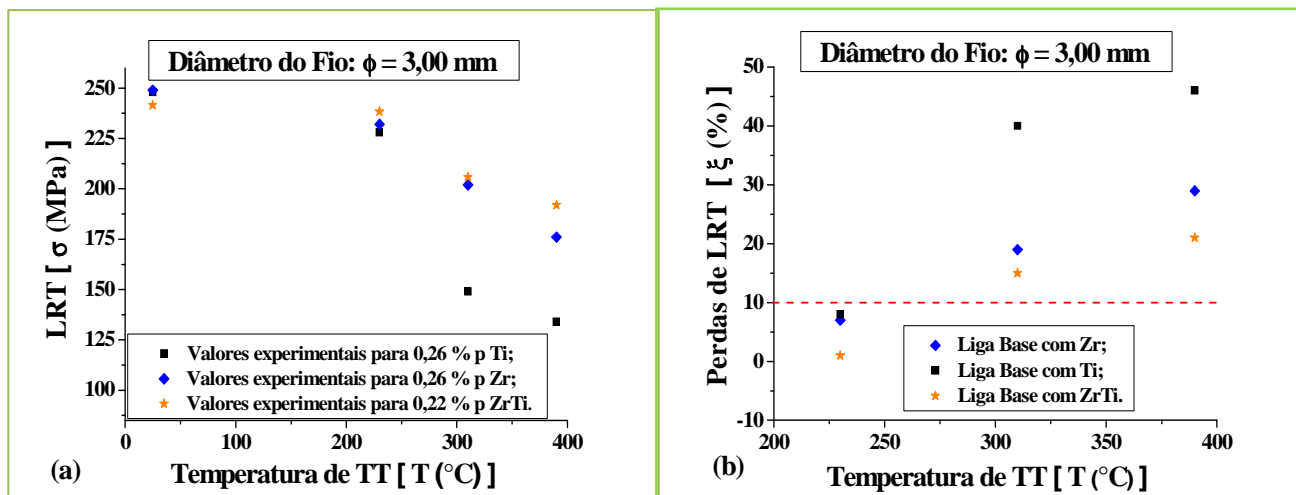 Diâmetro do Fio: ϕ = 3,00 mm
LRT [ σ (MPa) ]
250
225
200
175
150
125
100
Valores experimentais para 0,26 % p Ti;
Valores experimentais para 0,26 % p Zr;
Valores experimentais para 0,22 % p ZrTi.
0 100 200 300 400
(a)
Temperatura de TT [ T (°C) ]
Diâmetro do Fio: ϕ = 3,00 mm
Perdas de LRT [ ξ (%) ]
50
40
30
20
10
0
-10
Liga Base com Zr;
Liga Base com Ti;
Liga Base com ZrTi.
200 250 300 350 400
(b)
Temperatura de TT [ T (°C) ]